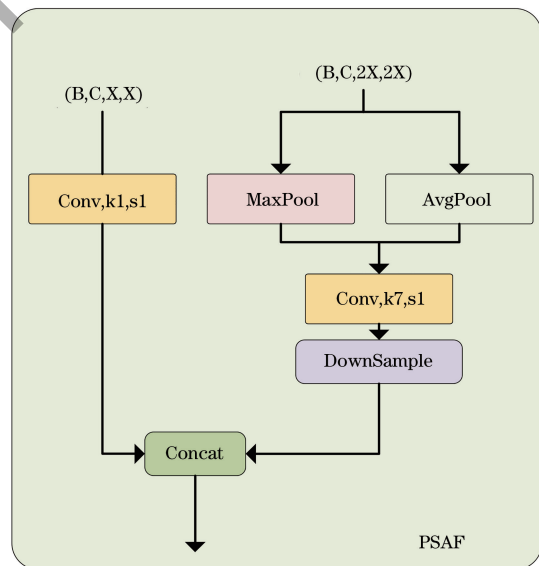 (B,C,2X,2X)
(B,C,X,X)
Conv,k1,s1
MaxPool
AvgPool
Conv,k7,s1
DownSample
Concat
PSAF